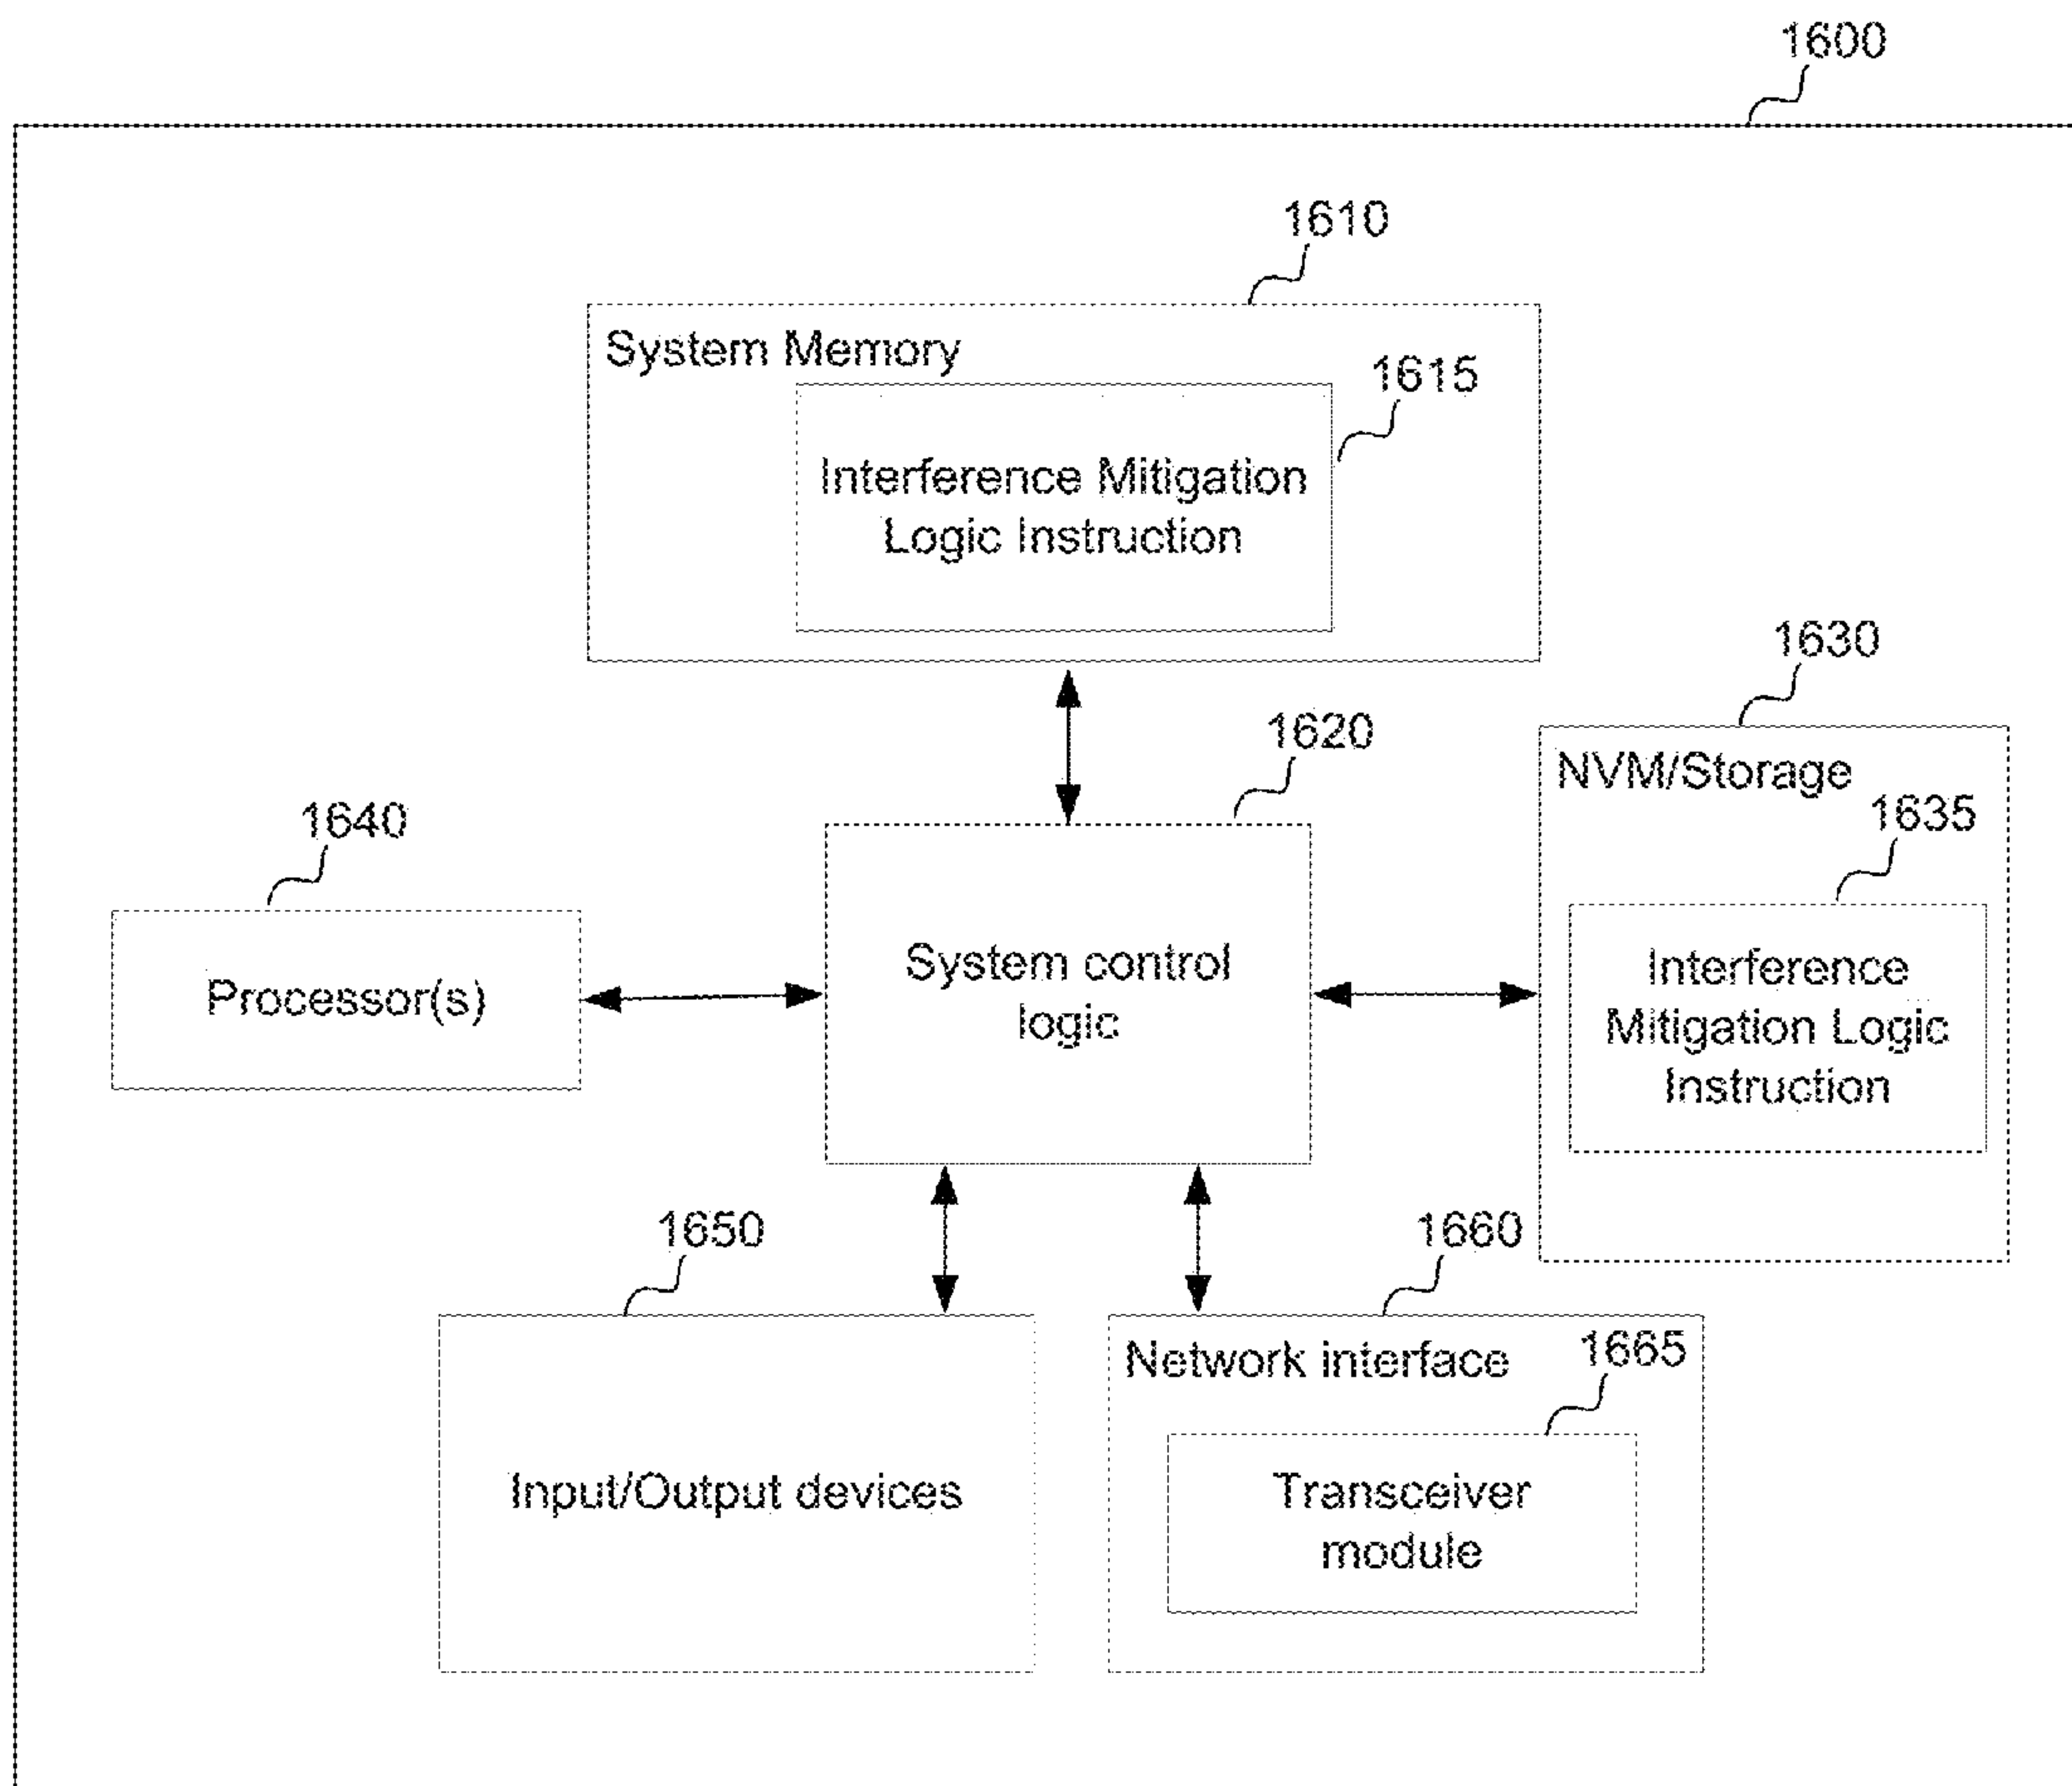 1600
1610
System Memory
1615
Interference Mitigation
Logic Instruction
1630
1620
NVM/Storage
1635
1640
Interference
Mitigation Logic
Instruction
System control
logic
Processor(s)
1650
1660
Network interface
1665
Input/Output devices
Transceiver
module